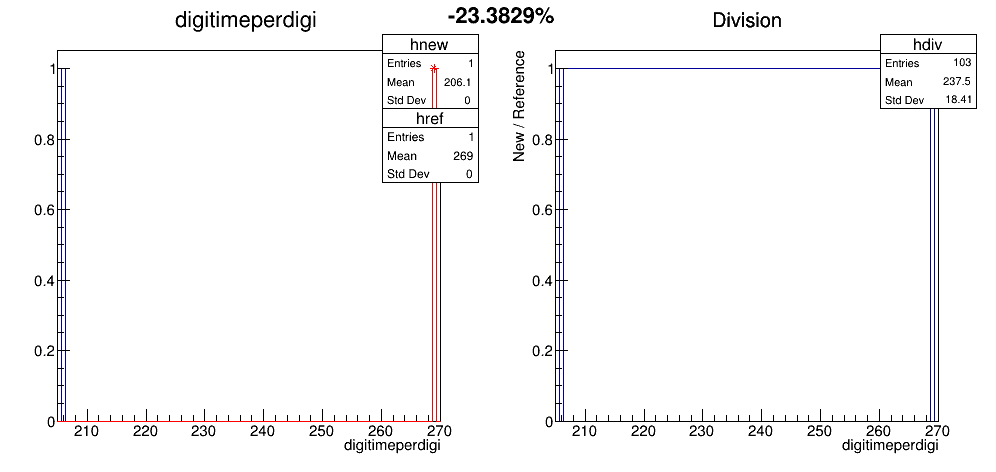 digitimeperdigi
-23.3829%
Division
hnew
Entries 1
Mean 206.1
Std Dev 0
href
Entries 1
Mean 269
Std Dev 0
1
0.8
0.6
0.4
0.2
0
210 220 230 240 250 260 270
digitimeperdigi
hdiv
Entries 103
Mean 237.5
Std Dev 18.41
New / Reference
1
0.8
0.6
0.4
0.2
0
210 220 230 240 250 260 270
digitimeperdigi